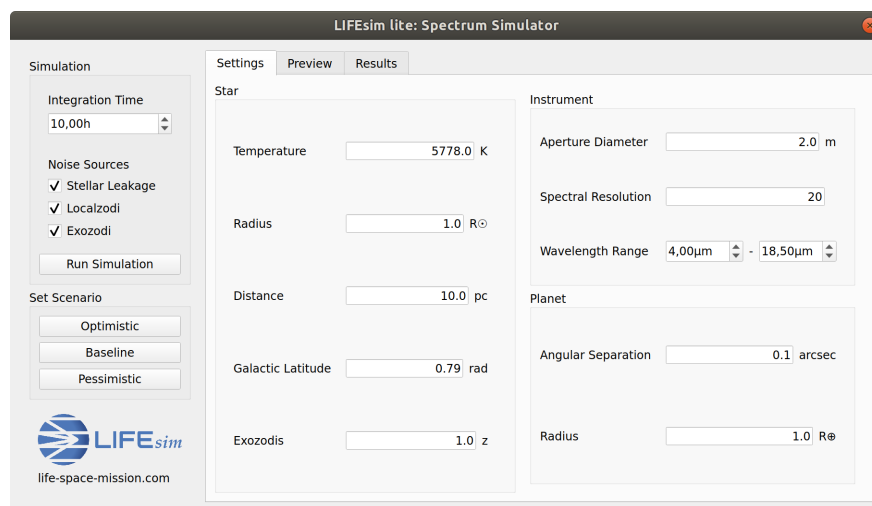 LIFEsim lite: Spectrum Simulator
Simulation
Integration Time
10,00h
Noise Sources
Stellar Leakage
Localzodi
Exozodi
Run Simulation
Set Scenario
Optimistic
Baseline
Pessimistic
LIFEsim
life-space-mission.com
Settings Preview Results
Star
Temperature 5778.0 K
Radius 1.0 R☉
Distance 10.0 pc
Galactic Latitude 0.79 rad
Exozodis 1.0 z
Instrument
Aperture Diameter 2.0 m
Spectral Resolution 20
Wavelength Range 4,00µm - 18,50µm
Planet
Angular Separation 0.1 arcsec
Radius 1.0 R⊕